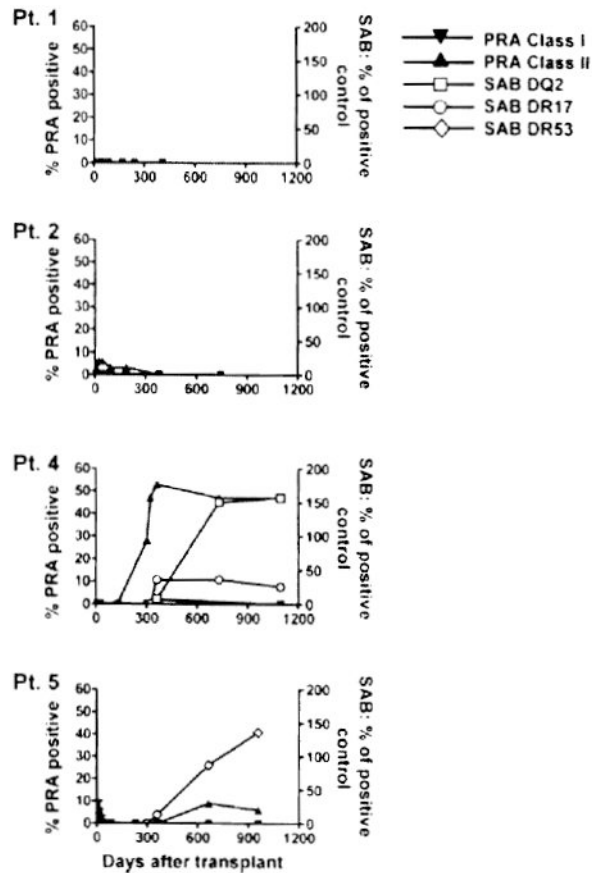 Pt. 1
% PRA positive
60
50
40
30
20
10
0
0 300 600 900 1200
200
150
100
50
0
SAB: % of positive
control
PRA Class I
PRA Class II
SAB DQ2
SAB DR17
SAB DR53
Pt. 2
% PRA positive
60
50
40
30
20
10
0
0 300 600 900 1200
200
150
100
50
0
SAB: % of positive
control
Pt. 4
% PRA positive
60
50
40
30
20
10
0
0 300 600 900 1200
200
150
100
50
0
SAB: % of positive
control
Pt. 5
% PRA positive
60
50
40
30
20
10
0
0 300 600 900 1200
200
150
100
50
0
SAB: % of positive
control
Days after transplant